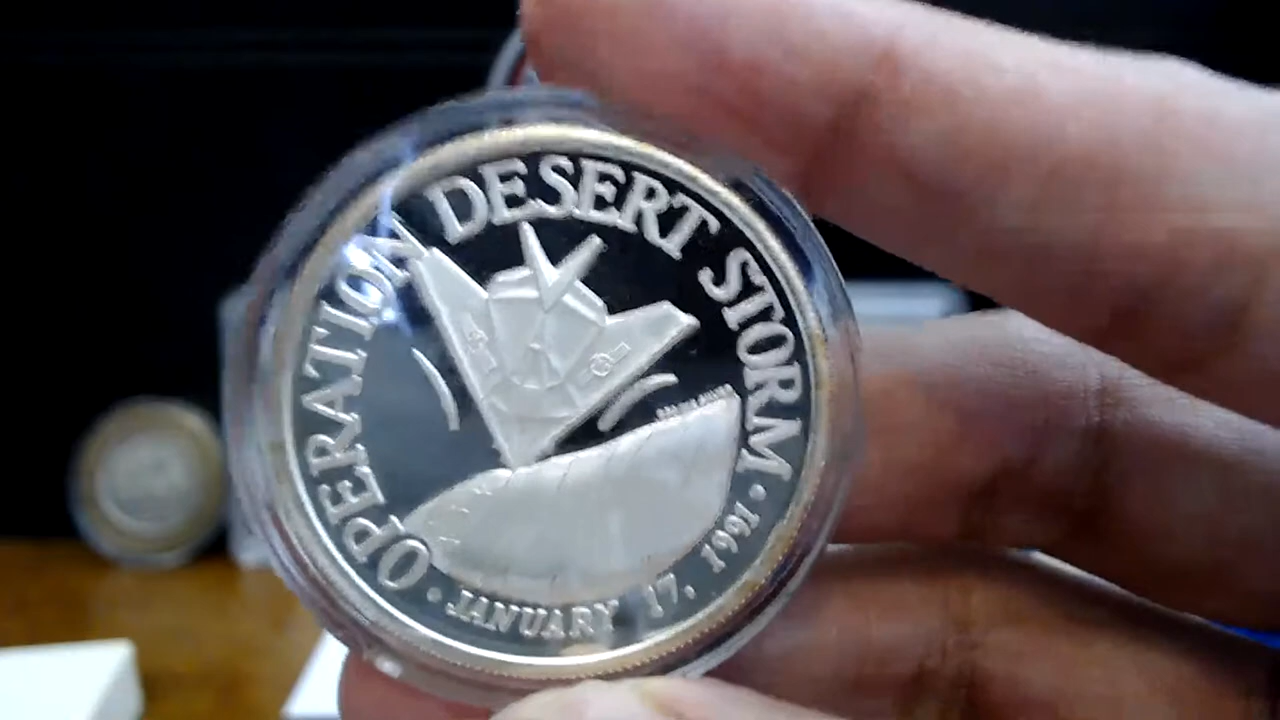 OPERATION DESERT STORM
• JANUARY 17, 1991 •